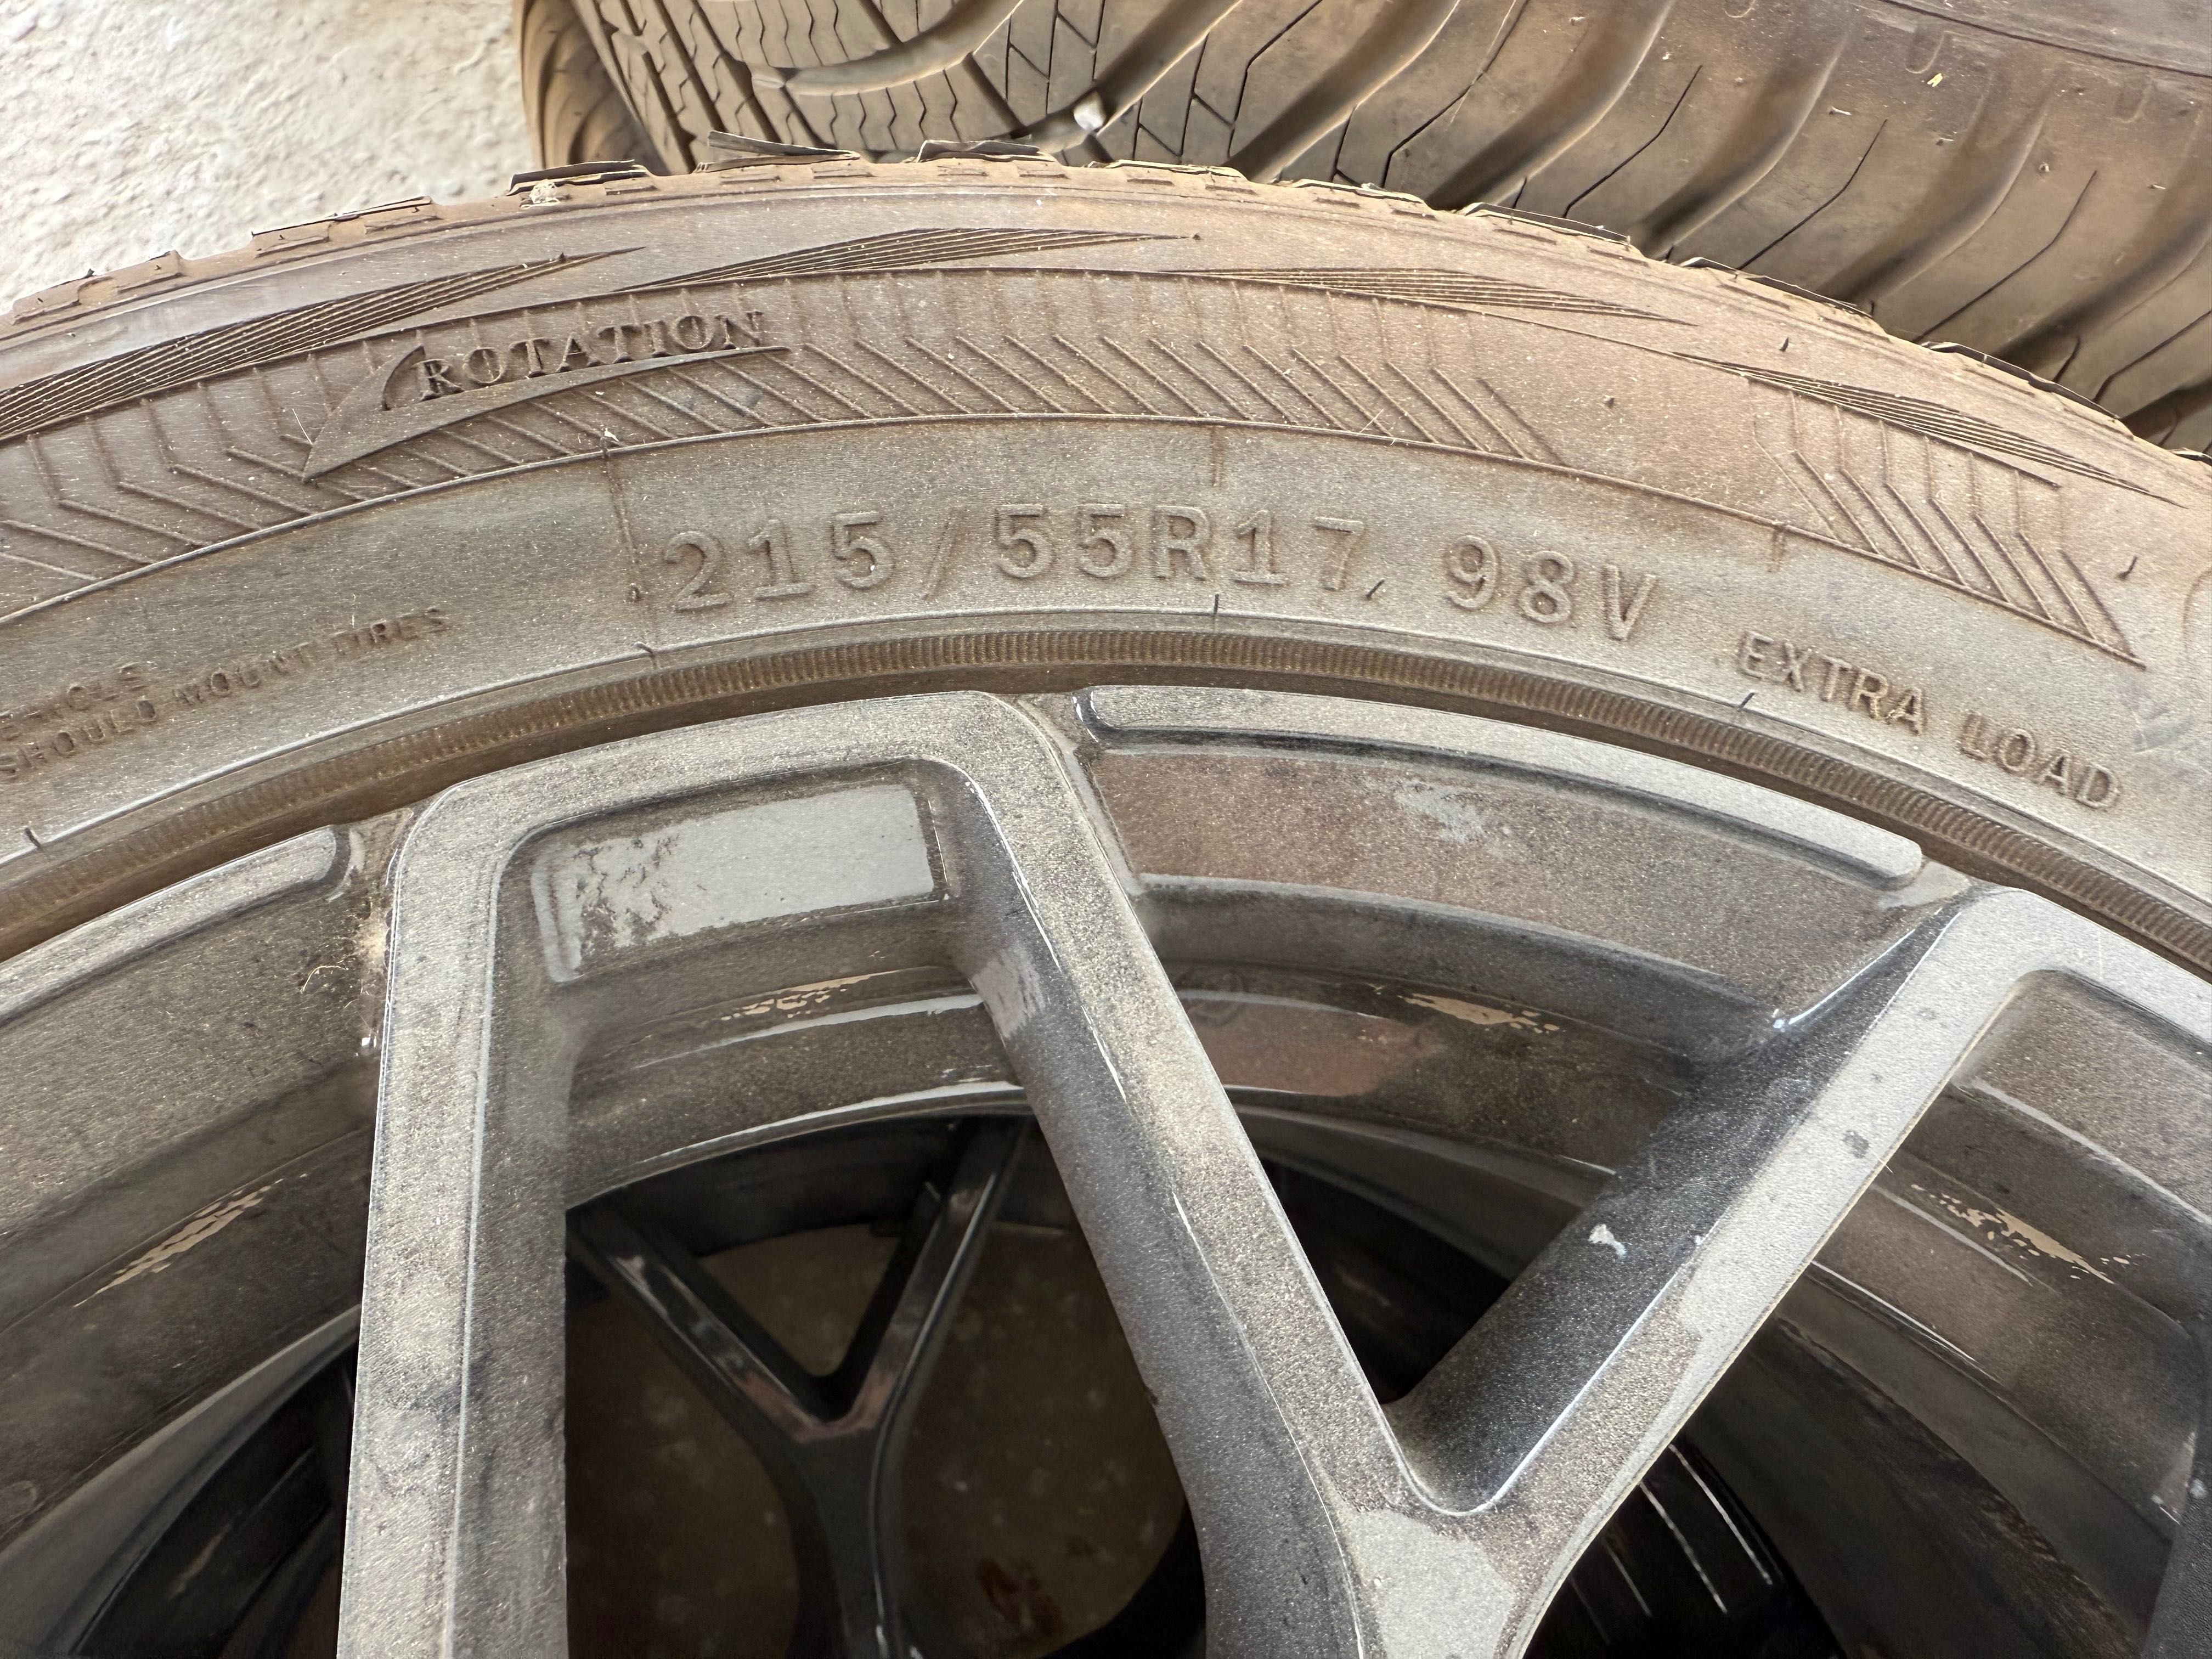 ROTATION
215/55R17 98V
EXTRA LOAD
SHOULD MOUNT TIRES